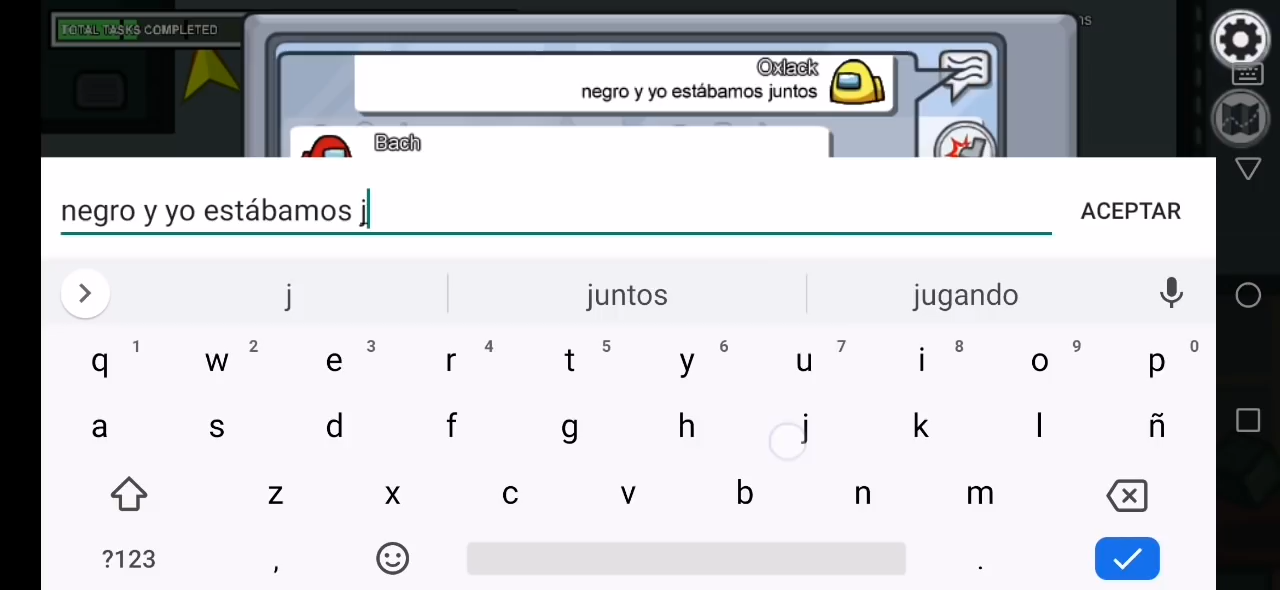 TOTAL TASKS COMPLETED
Oxlack
negro y yo estábamos juntos
Bach
negro y yo estábamos j
ACEPTAR
j juntos jugando
q 1 w 2 e 3 r 4 t 5 y 6 u 7 i 8 o 9 p 0
a s d f g h j k l ñ
z x c v b n m
?123 , .